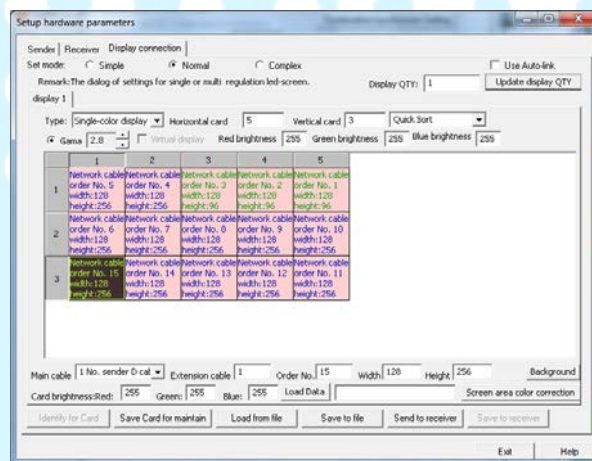 Setup hardware parameters
Sender Receiver Display connection
Set mode: Simple Normal Complex Use Auto-link
Remark:The dialog of settings for single or multi regulation led-screen. Display QTY: 1 Update display QTY
display 1
Type: Single-color display Horizontal card 5 Vertical card 3 Quick Sort
Gama 2.8 Virtual display Red brightness 255 Green brightness 255 Blue brightness 255
1 2 3 4 5
Network cable Network cable Network cable Network cable Network cable
1 order No. 5 order No. 4 order No. 3 order No. 2 order No. 1
width:128 width:128 width:128 width:128 width:128
height:256 height:256 height:96 height:96 height:96
Network cable Network cable Network cable Network cable Network cable
2 order No. 6 order No. 7 order No. 8 order No. 9 order No. 10
width:128 width:128 width:128 width:128 width:128
height:256 height:256 height:256 height:256 height:256
Network cable Network cable Network cable Network cable Network cable
3 order No. 15 order No. 14 order No. 13 order No. 12 order No. 11
width:128 width:128 width:128 width:128 width:128
height:256 height:256 height:256 height:256 height:256
Main cable 1 No. sender D cal Extension cable 1 Order No. 15 Width 128 Height 256 Background
Card brightness:Red: 255 Green: 255 Blue: 255 Load Data Screen area color correction
Identify for Card Save Card for maintain Load from file Save to file Send to receiver Save to receiver
Exit Help